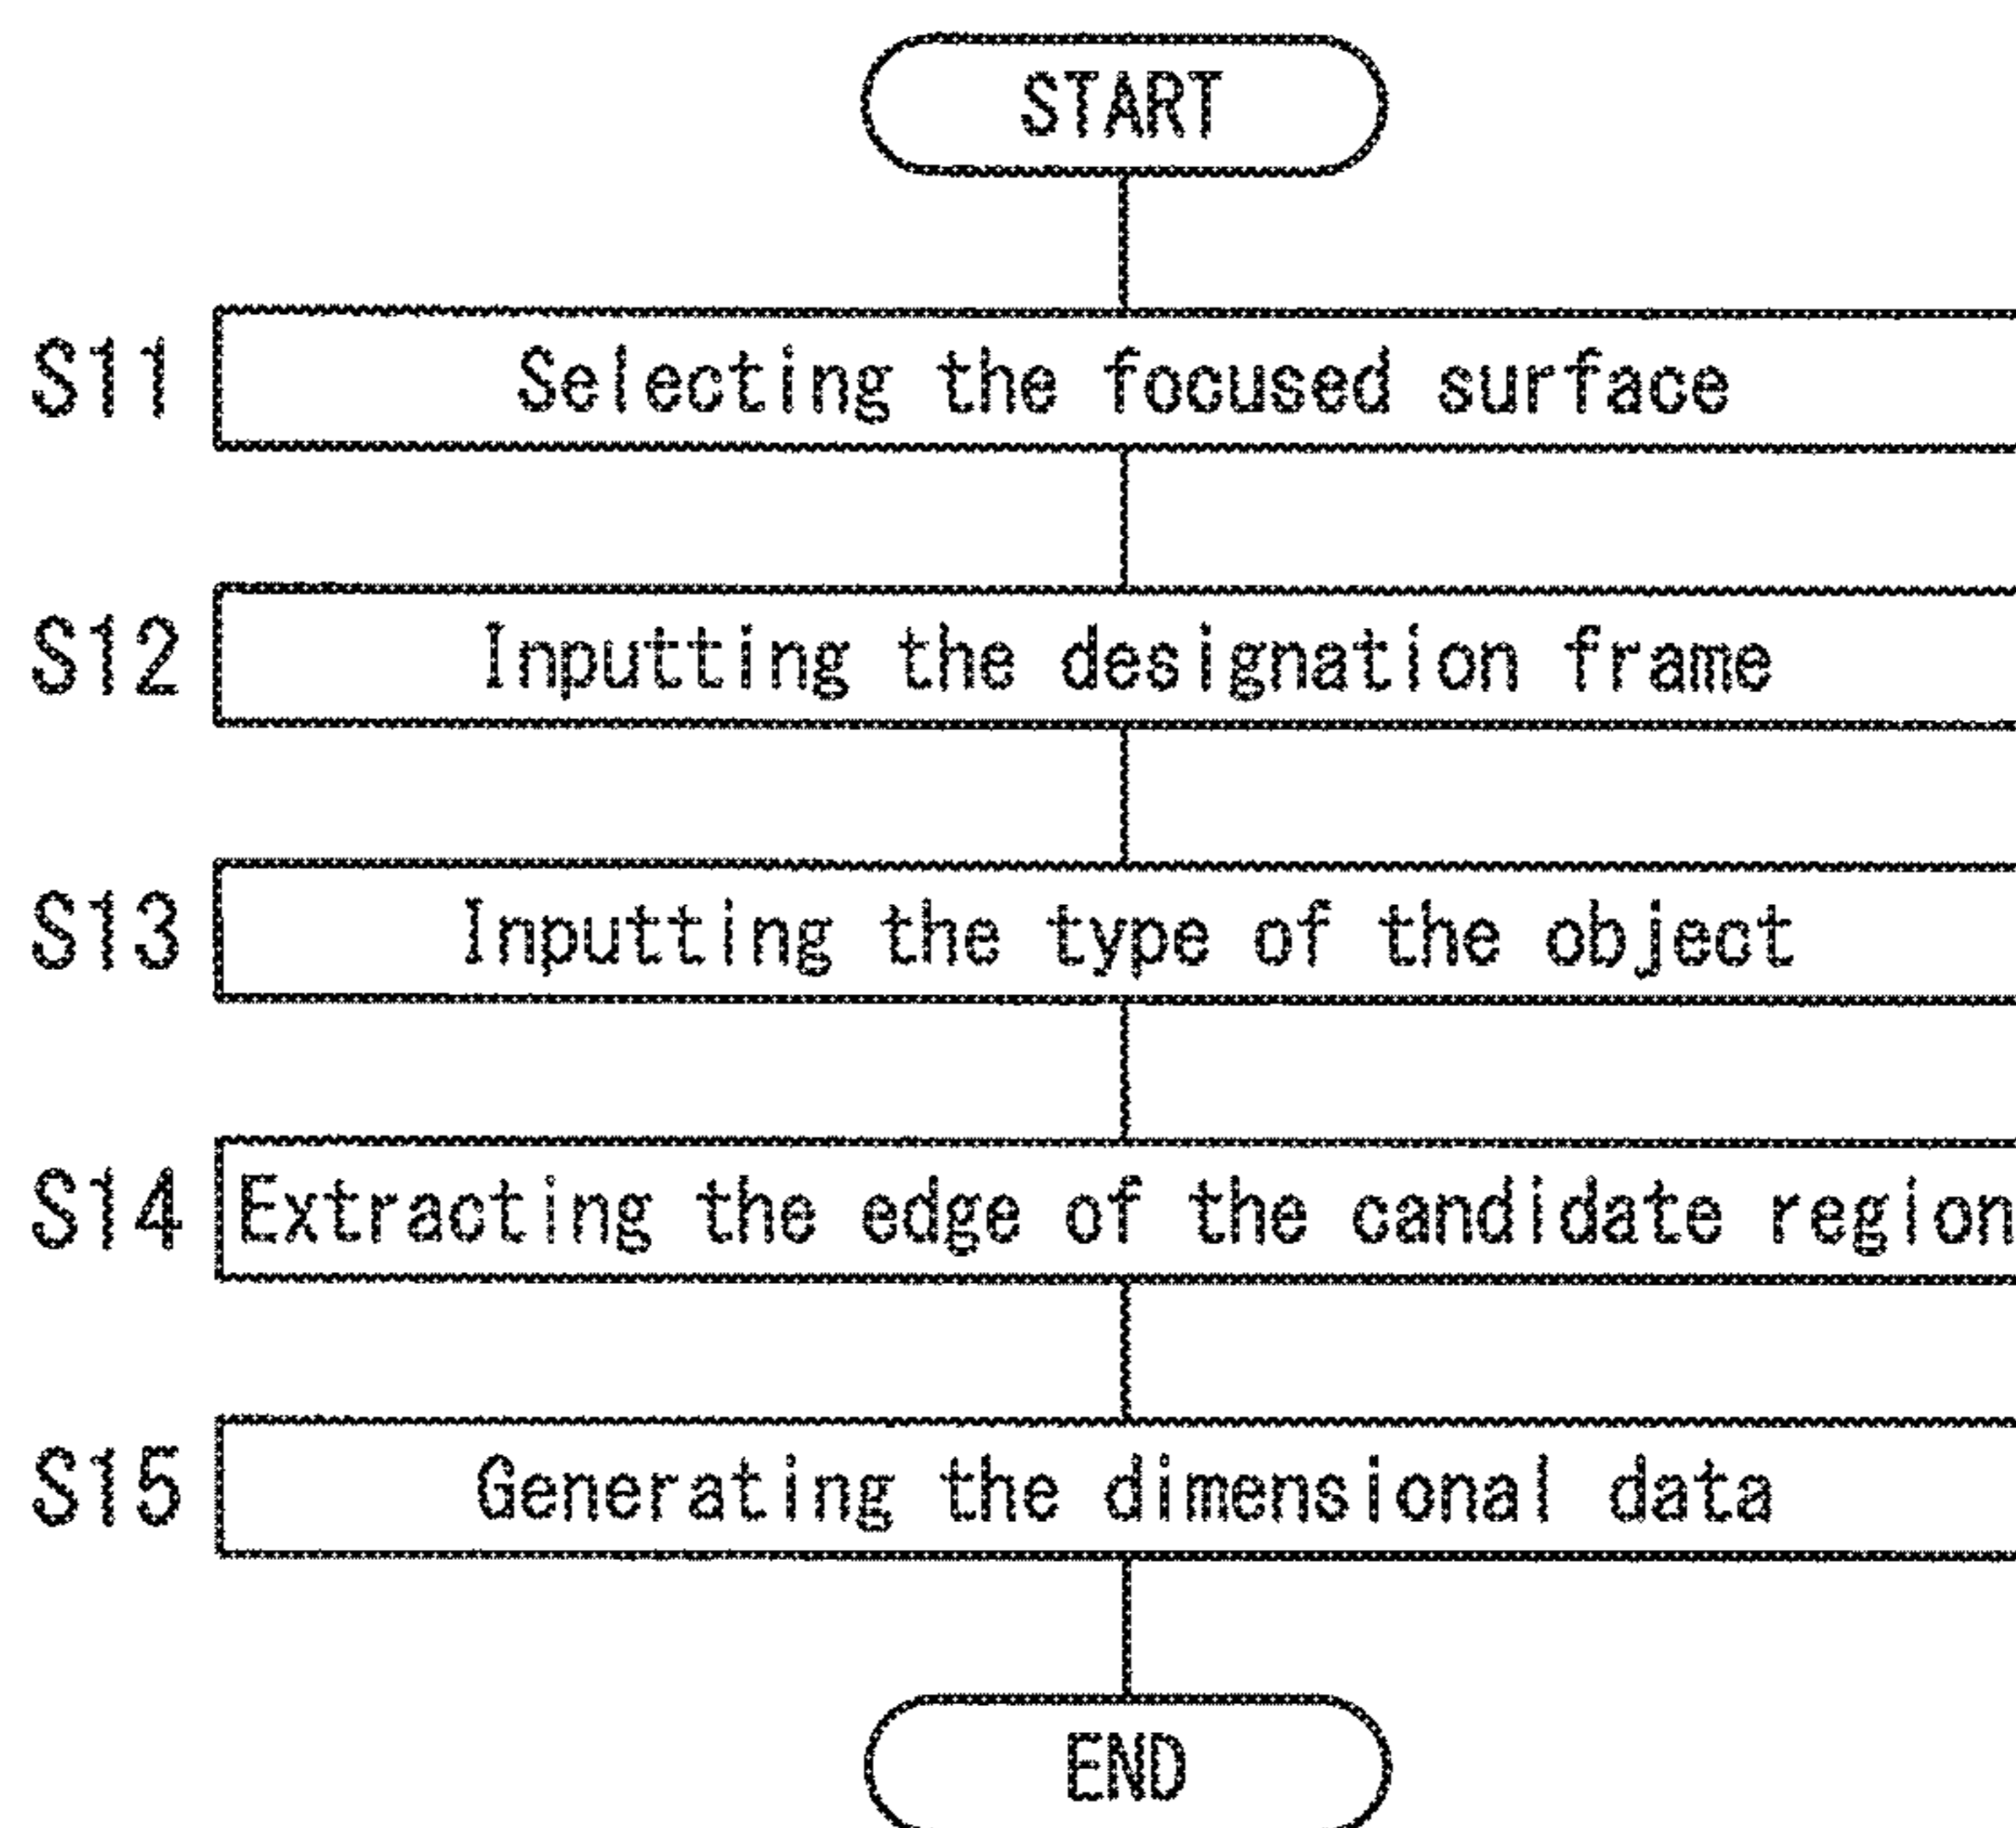 START
S11 Selecting the focused surface
S12 Inputting the designation frame
S13 Inputting the type of the object
S14 Extracting the edge of the candidate region
S15 Generating the dimensional data
END